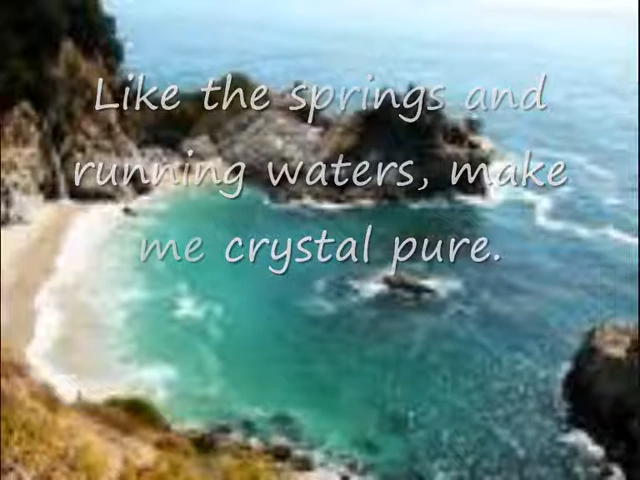 Like the springs and
running waters, make
me crystal pure.